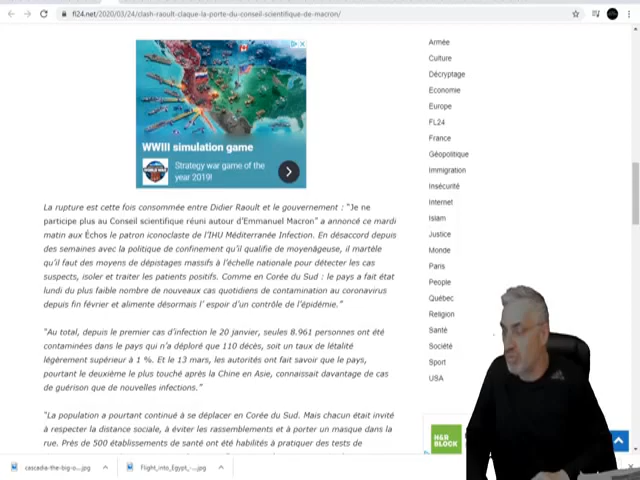 fl24.net/2020/03/24/clash-raoult-claque-la-porte-du-conseil-scientifique-de-macron/
Armée
Culture
Décryptage
Economie
Europe
FL24
France
Géopolitique
Immigration
Insécurité
Internet
Islam
Justice
Monde
Paris
People
Québec
Religion
Santé
Société
Sport
USA
WWIII simulation game
Strategy war game of the
year 2019!
La rupture est cette fois consommée entre Didier Raoult et le gouvernement : "Je ne
participe plus au Conseil scientifique réuni autour d'Emmanuel Macron" a annoncé ce mardi
matin aux Échos le patron iconoclaste de l'IHU Méditerranée Infection. En désaccord depuis
des semaines avec la politique de confinement qu'il qualifie de moyenâgeuse, il martèle
qu'il faut des moyens de dépistages massifs à l'échelle nationale pour détecter les cas
suspects, isoler et traiter les patients positifs. Comme en Corée du Sud : le pays a fait état
lundi du plus faible nombre de nouveaux cas quotidiens de contamination au coronavirus
depuis fin février et alimente désormais l' espoir d'un contrôle de l'épidémie."
"Au total, depuis le premier cas d'infection le 20 janvier, seules 8.961 personnes ont été
contaminées dans le pays qui n'a déploré que 110 décès, soit un taux de létalité
légèrement supérieur à 1 %. Et le 13 mars, les autorités ont fait savoir que le pays,
pourtant le deuxième le plus touché après la Chine en Asie, connaissait davantage de cas
de guérison que de nouvelles infections."
"La population a pourtant continué à se déplacer en Corée du Sud. Mais chacun était invité
à respecter la distance sociale, à éviter les rassemblements et à porter un masque dans la
rue. Près de 500 établissements de santé ont été habilités à pratiquer des tests de
H&R
BLOCK
cascadia-the-big-o....jpg
Flight_into_Egypt_-....jpg